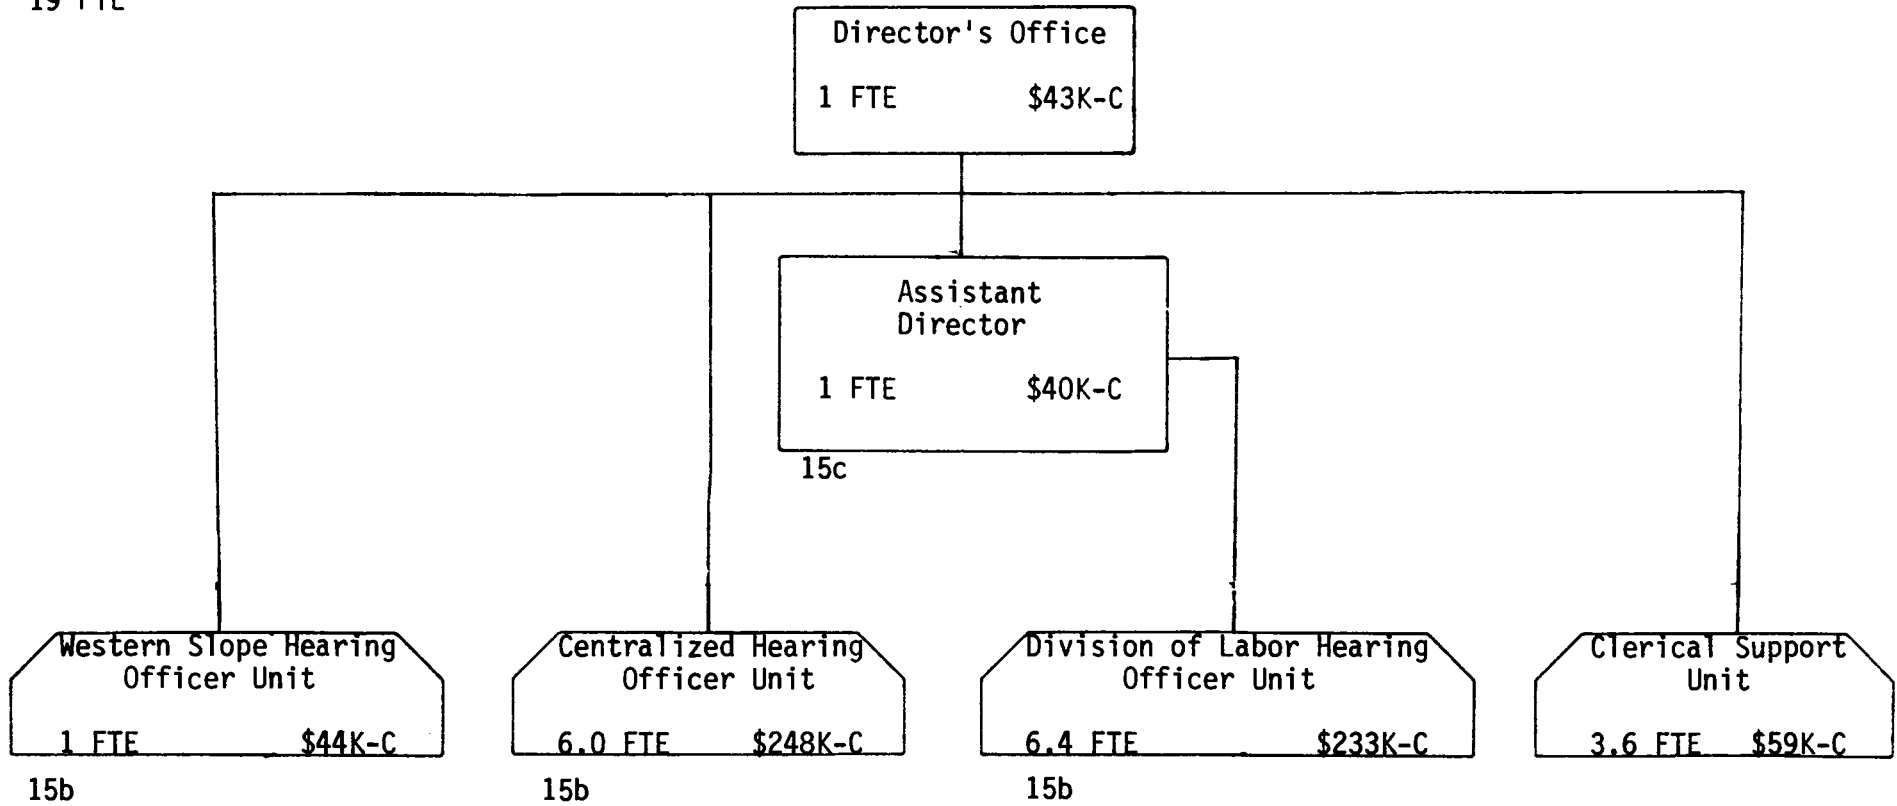 19 FTE
Director's Office
1 FTE $43K-C
Assistant
Director
1 FTE $40K-C
15c
Western Slope Hearing
Officer Unit
1 FTE $44K-C
15b
Centralized Hearing
Officer Unit
6.0 FTE $248K-C
15b
Division of Labor Hearing
Officer Unit
6.4 FTE $233K-C
15b
Clerical Support
Unit
3.6 FTE $59K-C